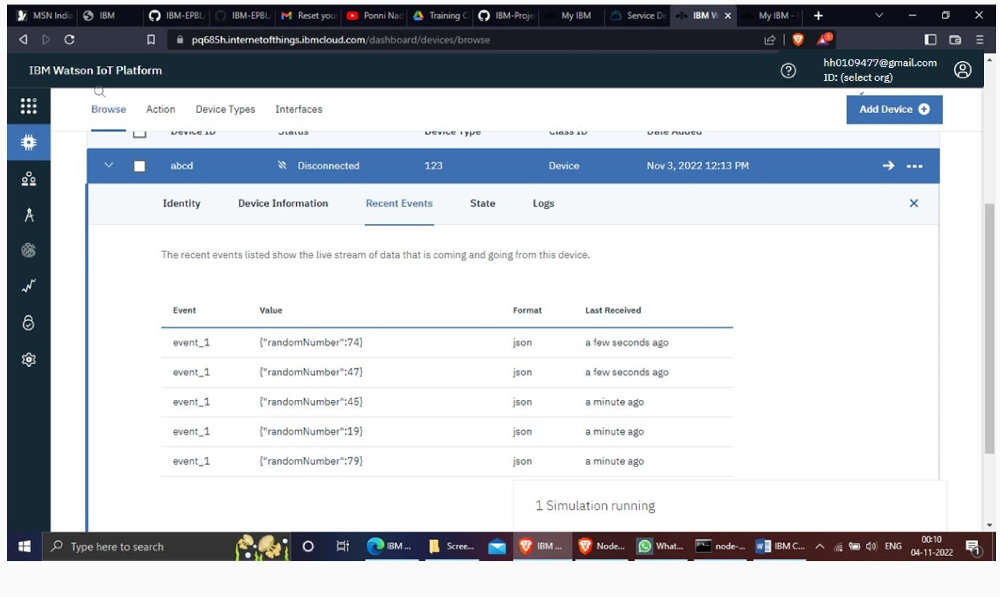 MSN India IBM IBM-EPBL/ IBM-EPBL/ Reset you Ponni Nad Training C IBM-Proje My IBM Service De IBM W My IBM -
pq685h.internetofthings.ibmcloud.com/dashboard/devices/browse
IBM Watson IoT Platform
hh0109477@gmail.com
ID: (select org)
Browse Action Device Types Interfaces
Add Device
Device ID Status Device Type Class ID Date Added
abcd Disconnected 123 Device Nov 3, 2022 12:13 PM
Identity Device Information Recent Events State Logs
The recent events listed show the live stream of data that is coming and going from this device.
Event Value Format Last Received
event_1 {"randomNumber":74} json a few seconds ago
event_1 {"randomNumber":47} json a few seconds ago
event_1 {"randomNumber":45} json a minute ago
event_1 {"randomNumber":19} json a minute ago
event_1 {"randomNumber":79} json a minute ago
1 Simulation running
Type here to search
IBM ... Scree... IBM ... Node... What... node-... IBM C... ENG
00:10
04-11-2022
1